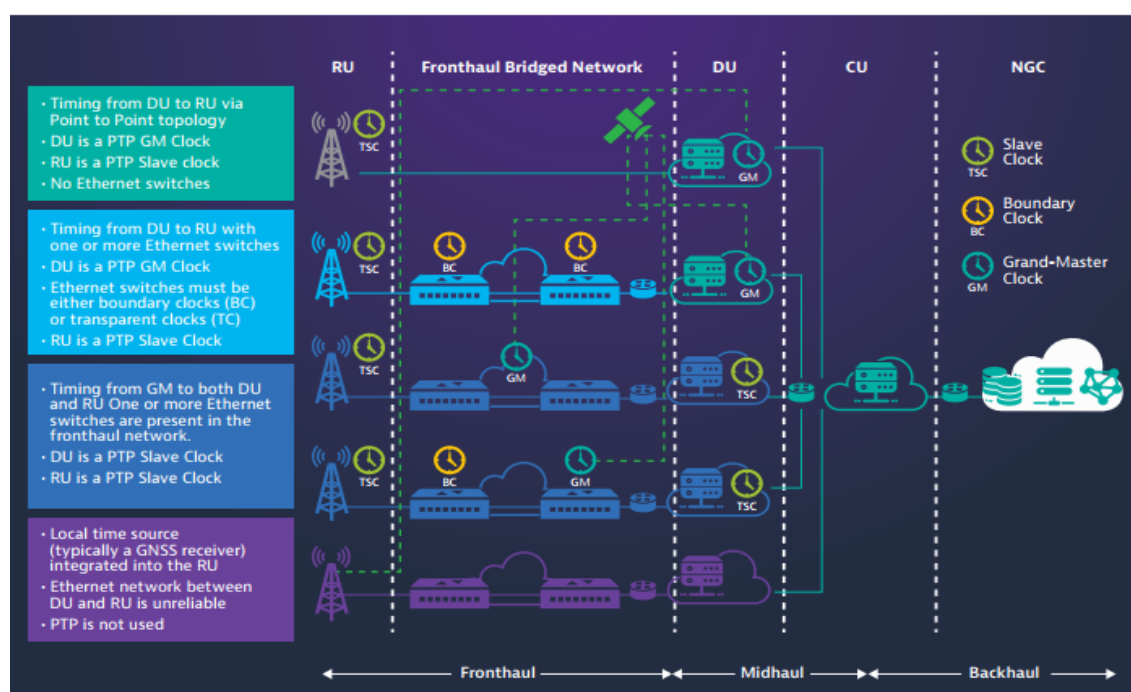 RU
Fronthaul Bridged Network
DU
CU
NGC
• Timing from DU to RU via
Point to Point topology
• DU is a PTP GM Clock
• RU is a PTP Slave clock
• No Ethernet switches
• Timing from DU to RU with
one or more Ethernet switches
• DU is a PTP GM Clock
• Ethernet switches must be
either boundary clocks (BC)
or transparent clocks (TC)
• RU is a PTP Slave Clock
• Timing from GM to both DU
and RU One or more Ethernet
switches are present in the
fronthaul network.
• DU is a PTP Slave Clock
• RU is a PTP Slave Clock
• Local time source
(typically a GNSS receiver)
integrated into the RU
• Ethernet network between
DU and RU is unreliable
• PTP is not used
TSC
GM
TSC
BC
BC
GM
TSC
GM
TSC
TSC
BC
GM
TSC
TSC
Slave
Clock
BC
Boundary
Clock
GM
Grand-Master
Clock
Fronthaul
Midhaul
Backhaul